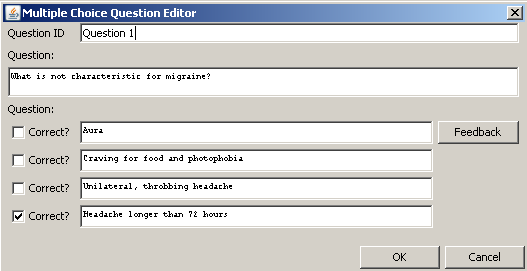 Multiple Choice Question Editor
Question ID Question 1
Question:
What is not characteristic for migraine?
Question:
Correct? Aura Feedback
Correct? Craving for food and photophobia
Correct? Unilateral, throbbing headache
Correct? Headache longer than 72 hours
OK Cancel